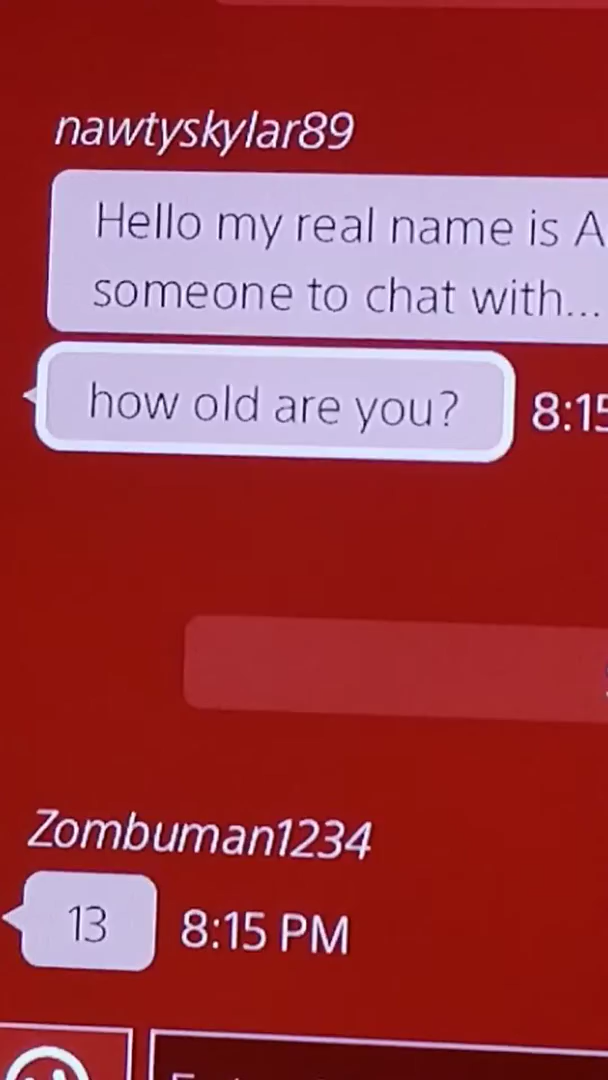 nawtyskylar89
Hello my real name is A
someone to chat with...
how old are you?
8:15
Zombuman1234
13
8:15 PM